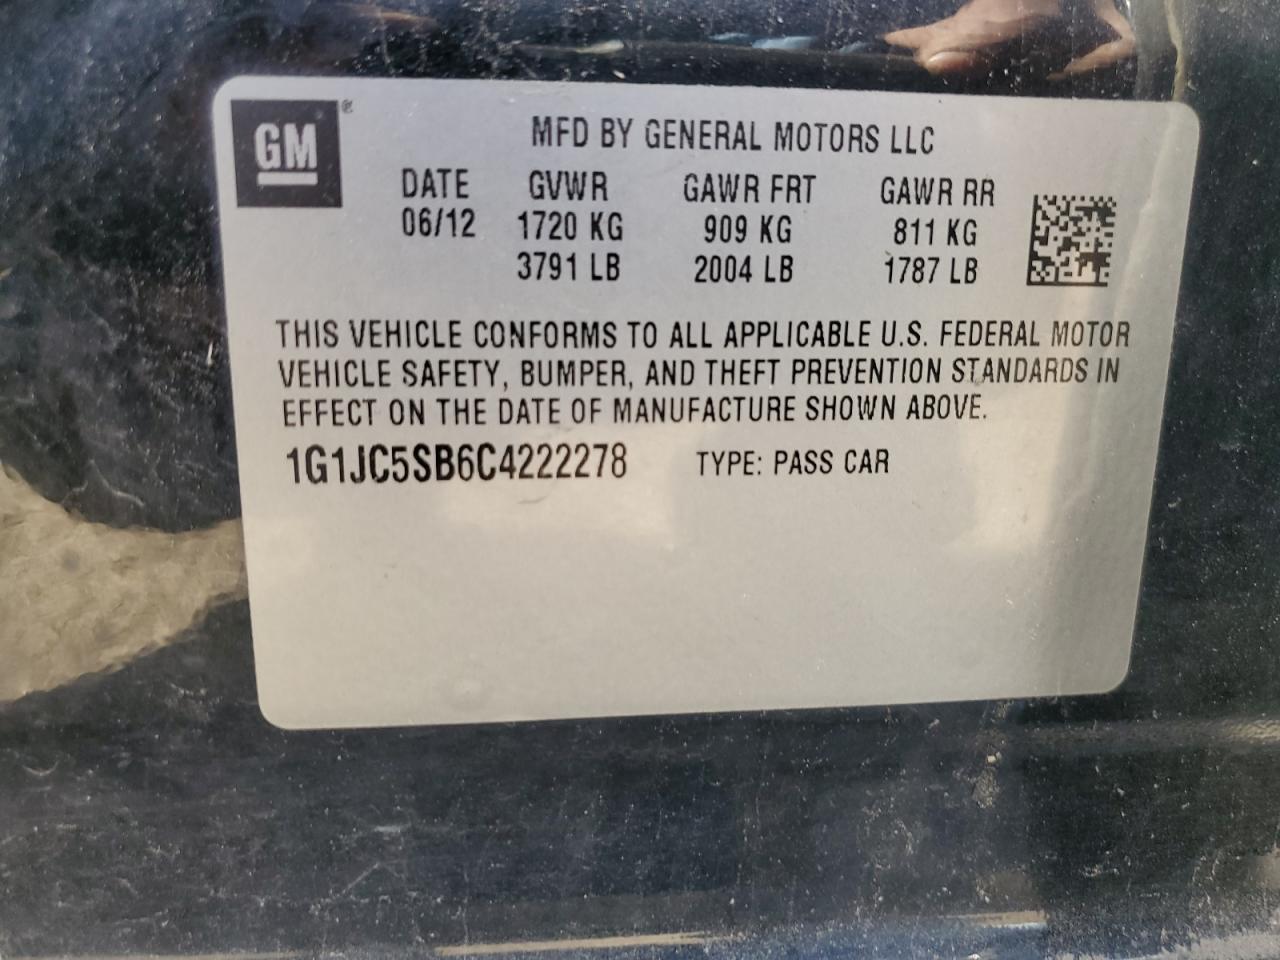 GM ®
MFD BY GENERAL MOTORS LLC
DATE GVWR GAWR FRT GAWR RR
06/12 1720 KG 909 KG 811 KG
3791 LB 2004 LB 1787 LB
THIS VEHICLE CONFORMS TO ALL APPLICABLE U.S. FEDERAL MOTOR
VEHICLE SAFETY, BUMPER, AND THEFT PREVENTION STANDARDS IN
EFFECT ON THE DATE OF MANUFACTURE SHOWN ABOVE.
1G1JC5SB6C4222278 TYPE: PASS CAR